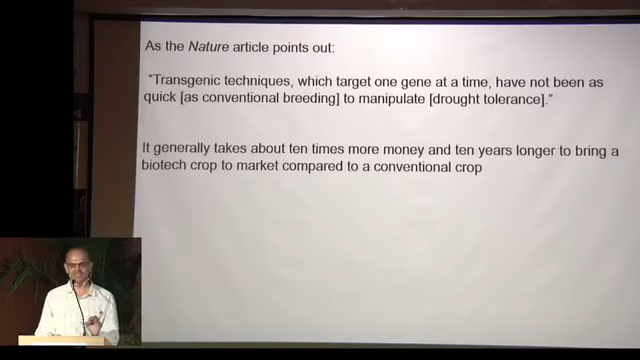 As the Nature article points out:
“Transgenic techniques, which target one gene at a time, have not been as
quick [as conventional breeding] to manipulate [drought tolerance].”
It generally takes about ten times more money and ten years longer to bring a
biotech crop to market compared to a conventional crop